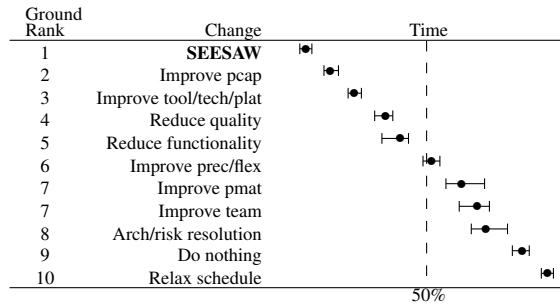 Ground
Rank Change Time
1 SEESAW
2 Improve pcap
3 Improve tool/tech/plat
4 Reduce quality
5 Reduce functionality
6 Improve prec/flex
7 Improve pmat
7 Improve team
8 Arch/risk resolution
9 Do nothing
10 Relax schedule
50%